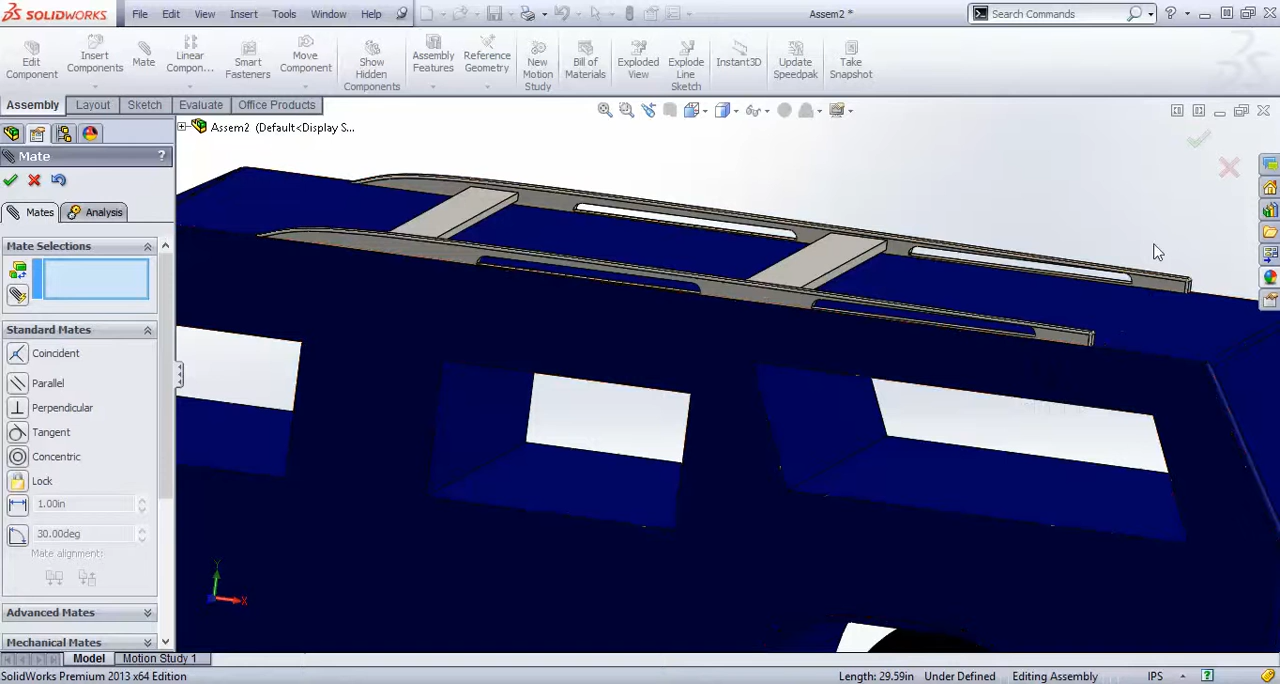 SOLIDWORKS File Edit View Insert Tools Window Help Assem2 * Search Commands
Edit Component Insert Components Mate Linear Compon... Smart Fasteners Move Component Show Hidden Components Assembly Features Reference Geometry New Motion Study Bill of Materials Exploded View Explode Line Sketch Instant3D Update Speedpak Take Snapshot
Assembly Layout Sketch Evaluate Office Products
Assem2 (Default<Display S...
Mate ?
Mates Analysis
Mate Selections
Standard Mates
Coincident
Parallel
Perpendicular
Tangent
Concentric
Lock
1.00in
30.00deg
Mate alignment:
Advanced Mates
Mechanical Mates
Y
X
Model Motion Study 1
SolidWorks Premium 2013 x64 Edition Length: 29.59in Under Defined Editing Assembly IPS ?